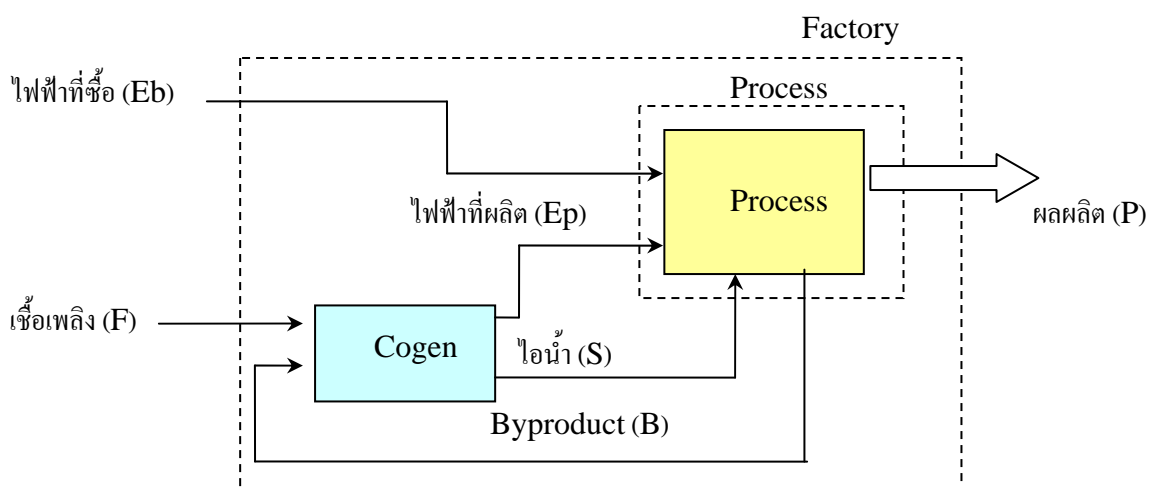 Factory
ไฟฟ้าที่ซื้อ (Eb)
Process
Process
ไฟฟ้าที่ผลิต (Ep)
ผลผลิต (P)
เชื้อเพลิง (F)
Cogen
ไอน้ำ (S)
Byproduct (B)